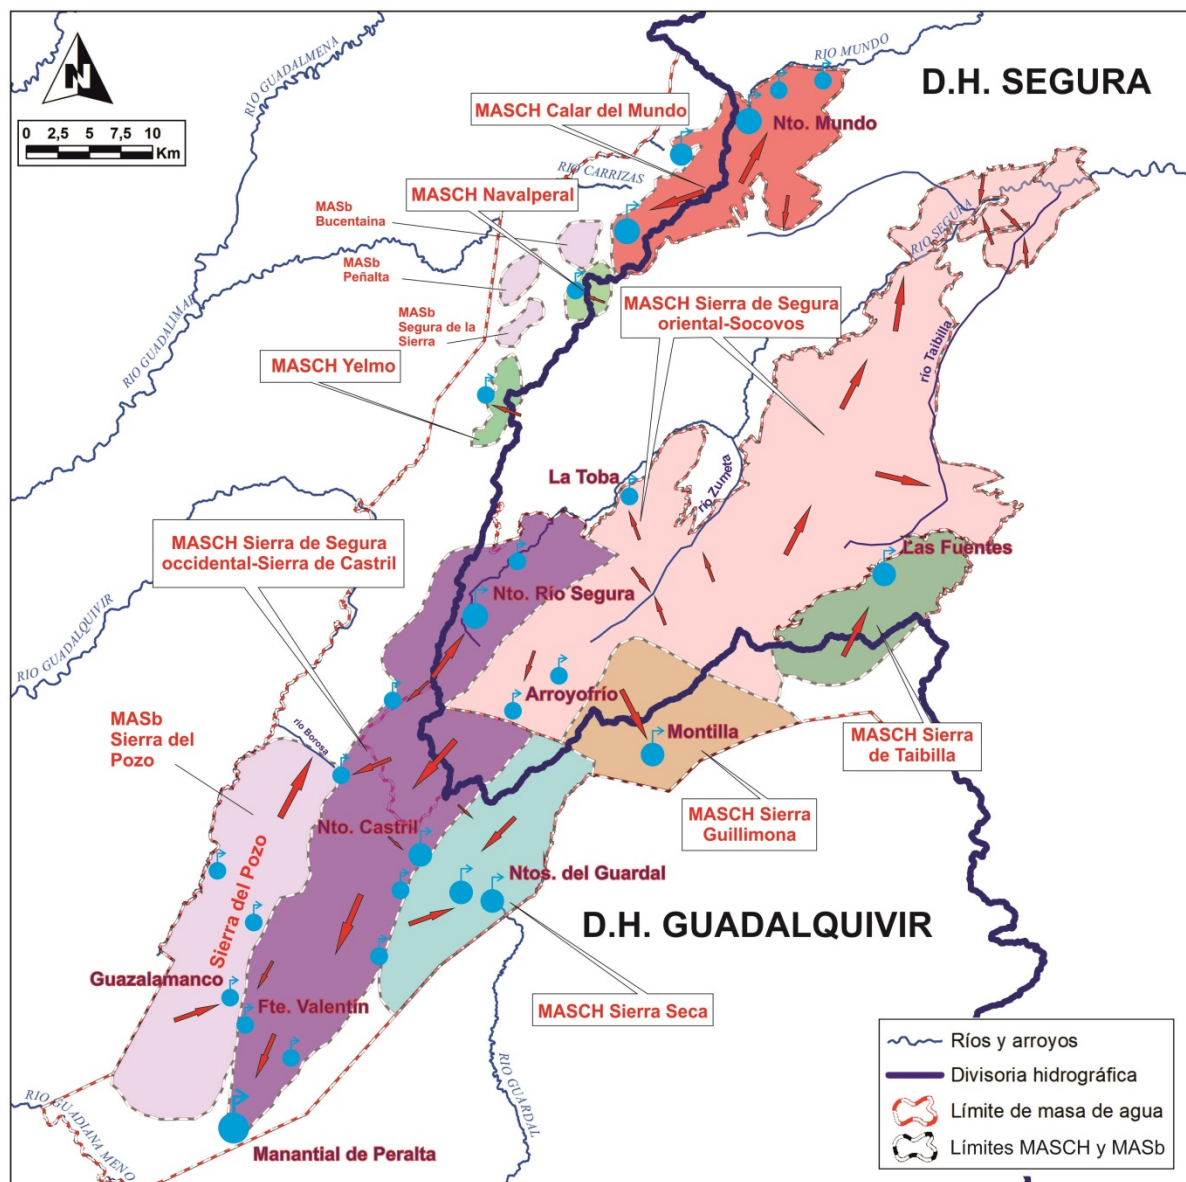 RIO MUNDO
D.H. SEGURA
RIO GUADALMENA
N
0 2,5 5 7,5 10
Km
MASCH Calar del Mundo
Nto. Mundo
RIO CARRIZAS
MASCH Navalperal
MASb
Bucentaina
MASb
Peñalta
RIO SEGURA
MASCH Sierra de Segura
oriental-Socovos
MASb
Segura de la
Sierra
RIO GUADALIMAR
río Taibilla
MASCH Yelmo
La Toba
río Zumeta
MASCH Sierra de Segura
occidental-Sierra de Castril
Las Fuentes
Nto. Río Segura
RIO GUADALQUIVIR
Arroyofrío
MASb
Sierra del
Pozo
río Borosa
Montilla
MASCH Sierra
de Taibilla
MASCH Sierra
Guillimona
Nto. Castril
Ntos. del Guardal
Sierra del Pozo
D.H. GUADALQUIVIR
Guazalamanco
Fte. Valentín
MASCH Sierra Seca
RIO GUARDAL
RIO GUADIANA MENO
Manantial de Peralta
Ríos y arroyos
Divisoria hidrográfica
Límite de masa de agua
Límites MASCH y MASb